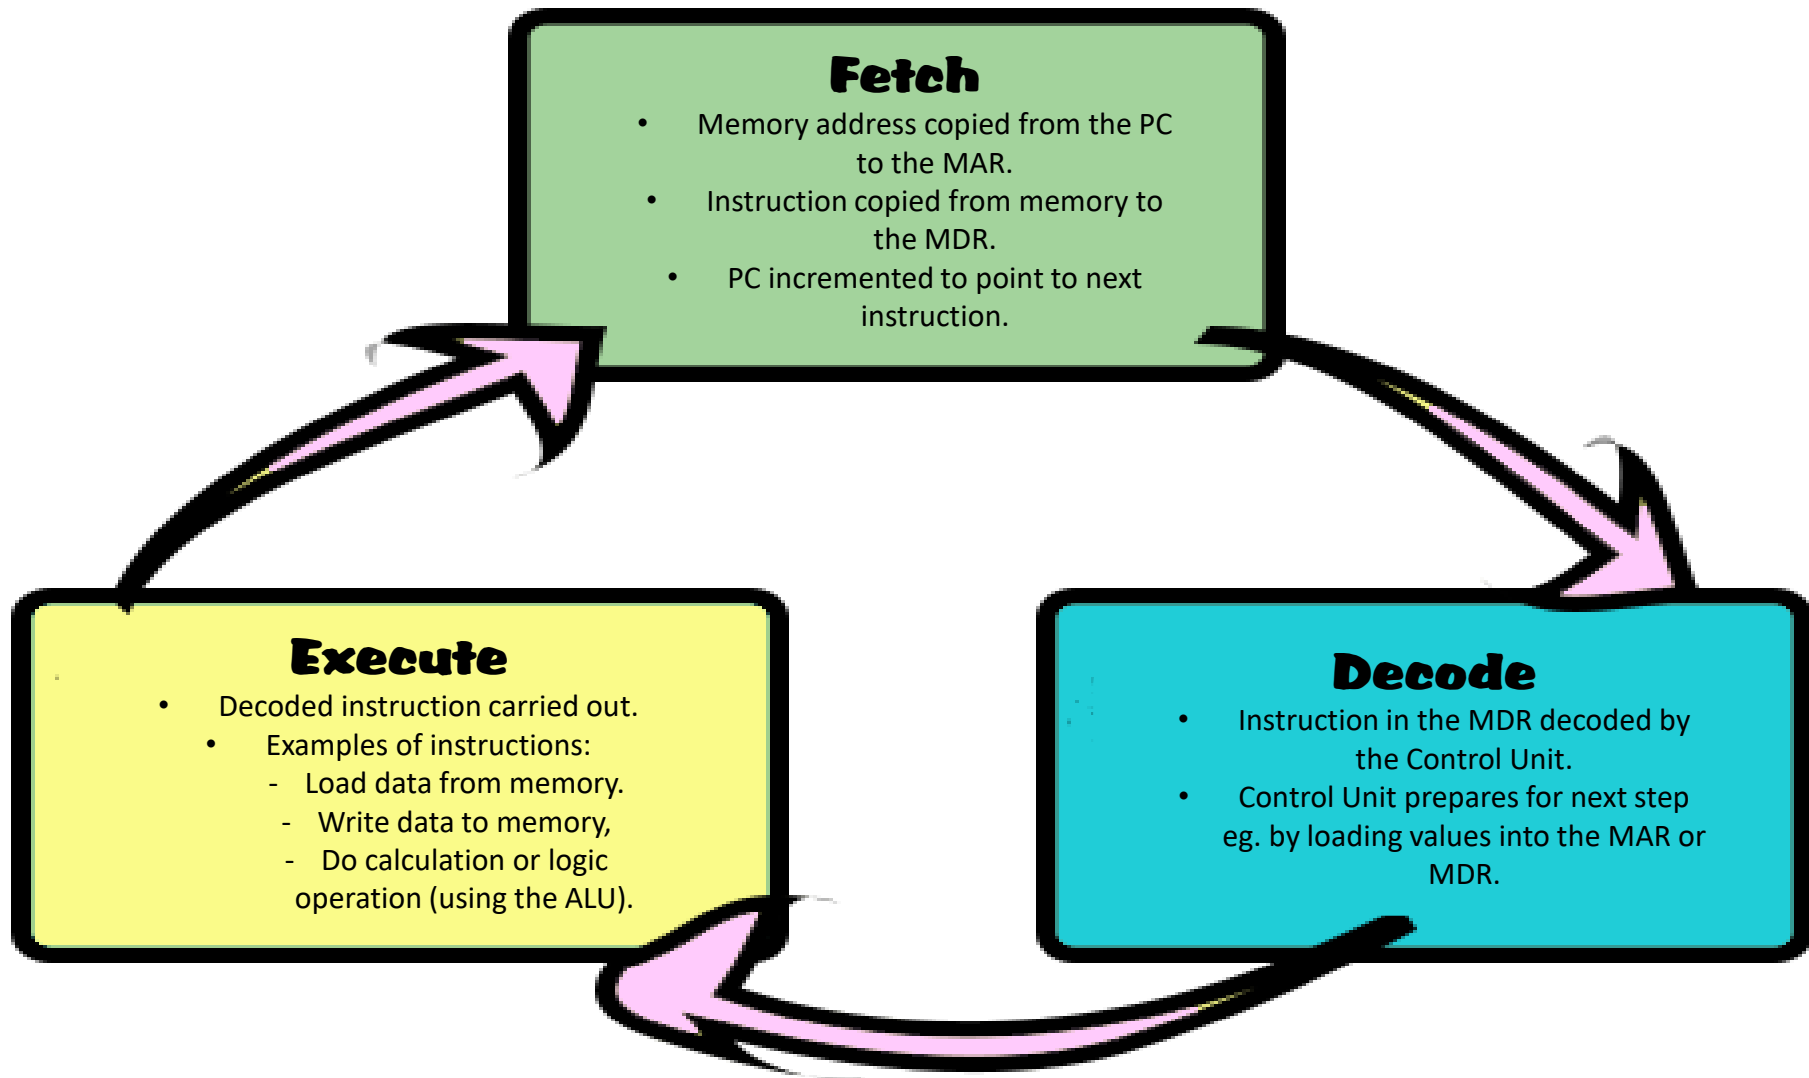 Fetch
• Memory address copied from the PC
to the MAR.
• Instruction copied from memory to
the MDR.
• PC incremented to point to next
instruction.
Decode
• Instruction in the MDR decoded by
the Control Unit.
• Control Unit prepares for next step
eg. by loading values into the MAR or
MDR.
Execute
• Decoded instruction carried out.
• Examples of instructions:
- Load data from memory.
- Write data to memory,
- Do calculation or logic
operation (using the ALU).